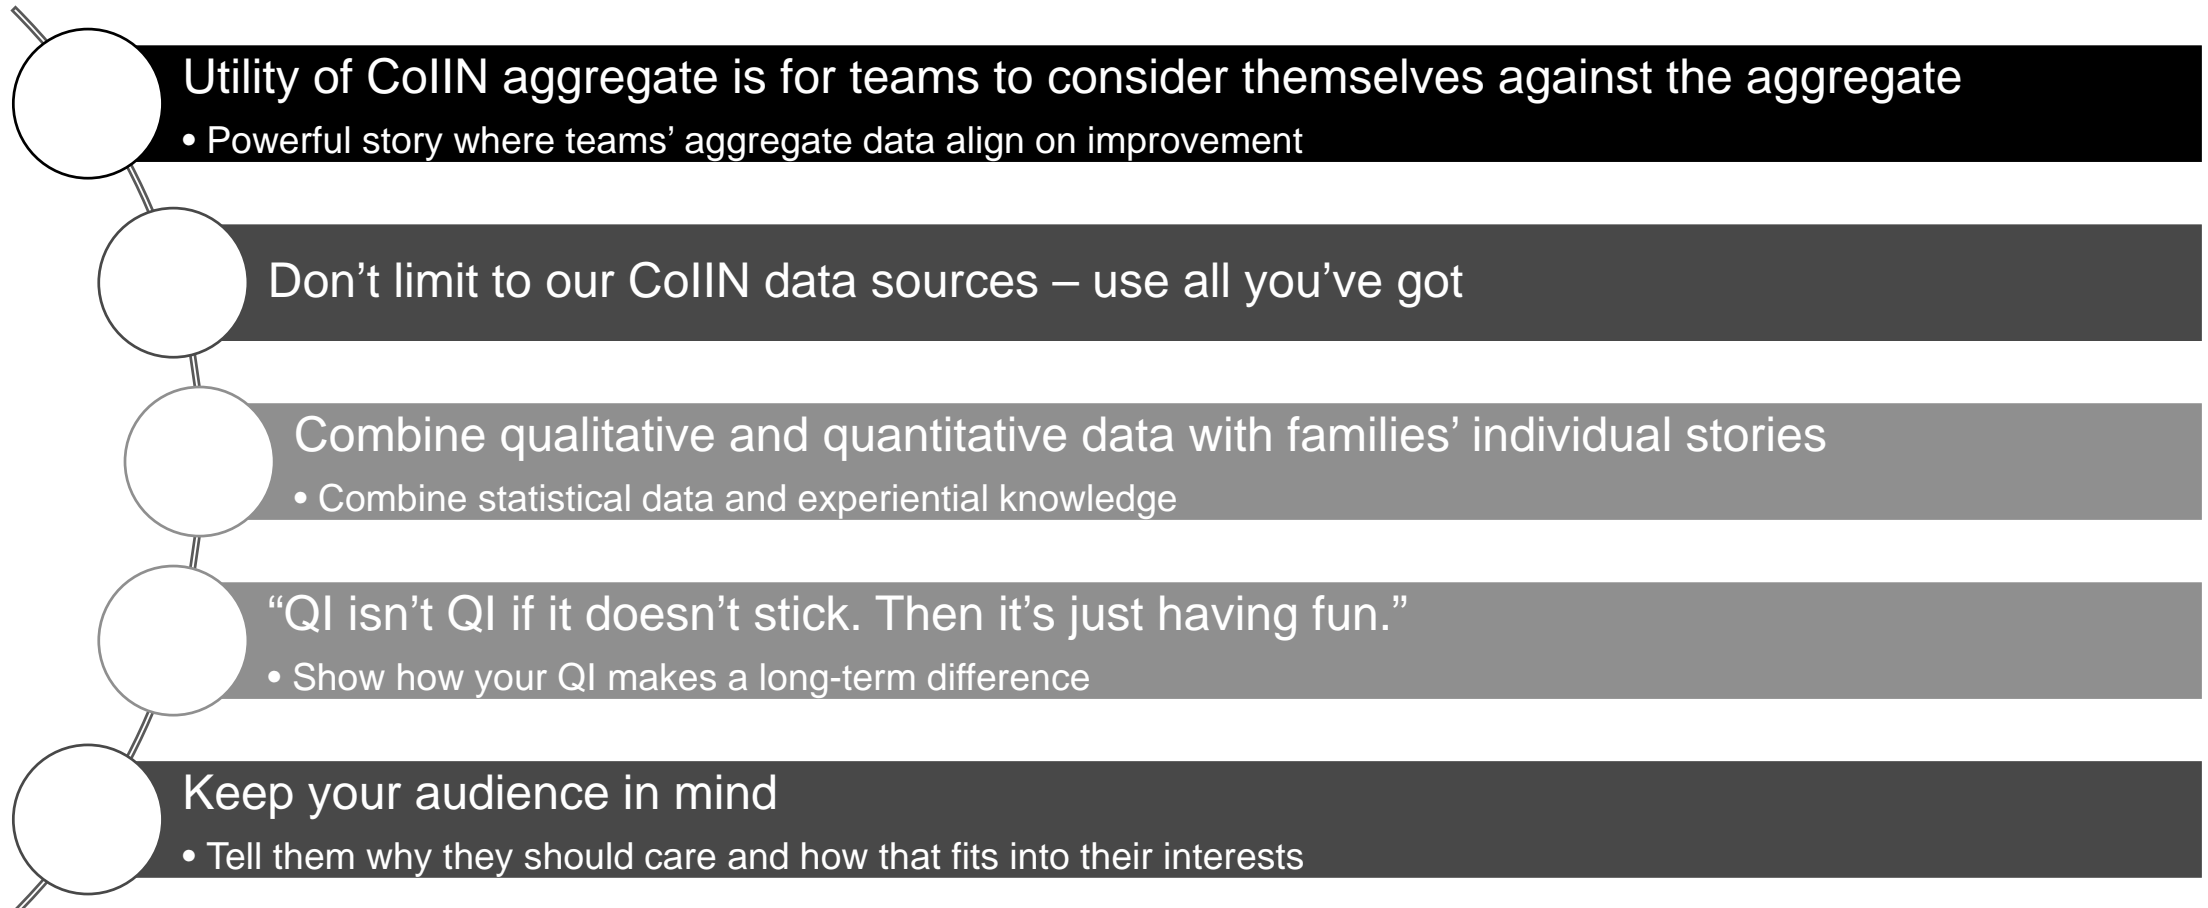 Utility of CoIIN aggregate is for teams to consider themselves against the aggregate
• Powerful story where teams’ aggregate data align on improvement
Don’t limit to our CoIIN data sources – use all you’ve got
Combine qualitative and quantitative data with families’ individual stories
• Combine statistical data and experiential knowledge
“QI isn’t QI if it doesn’t stick. Then it’s just having fun.”
• Show how your QI makes a long-term difference
Keep your audience in mind
• Tell them why they should care and how that fits into their interests